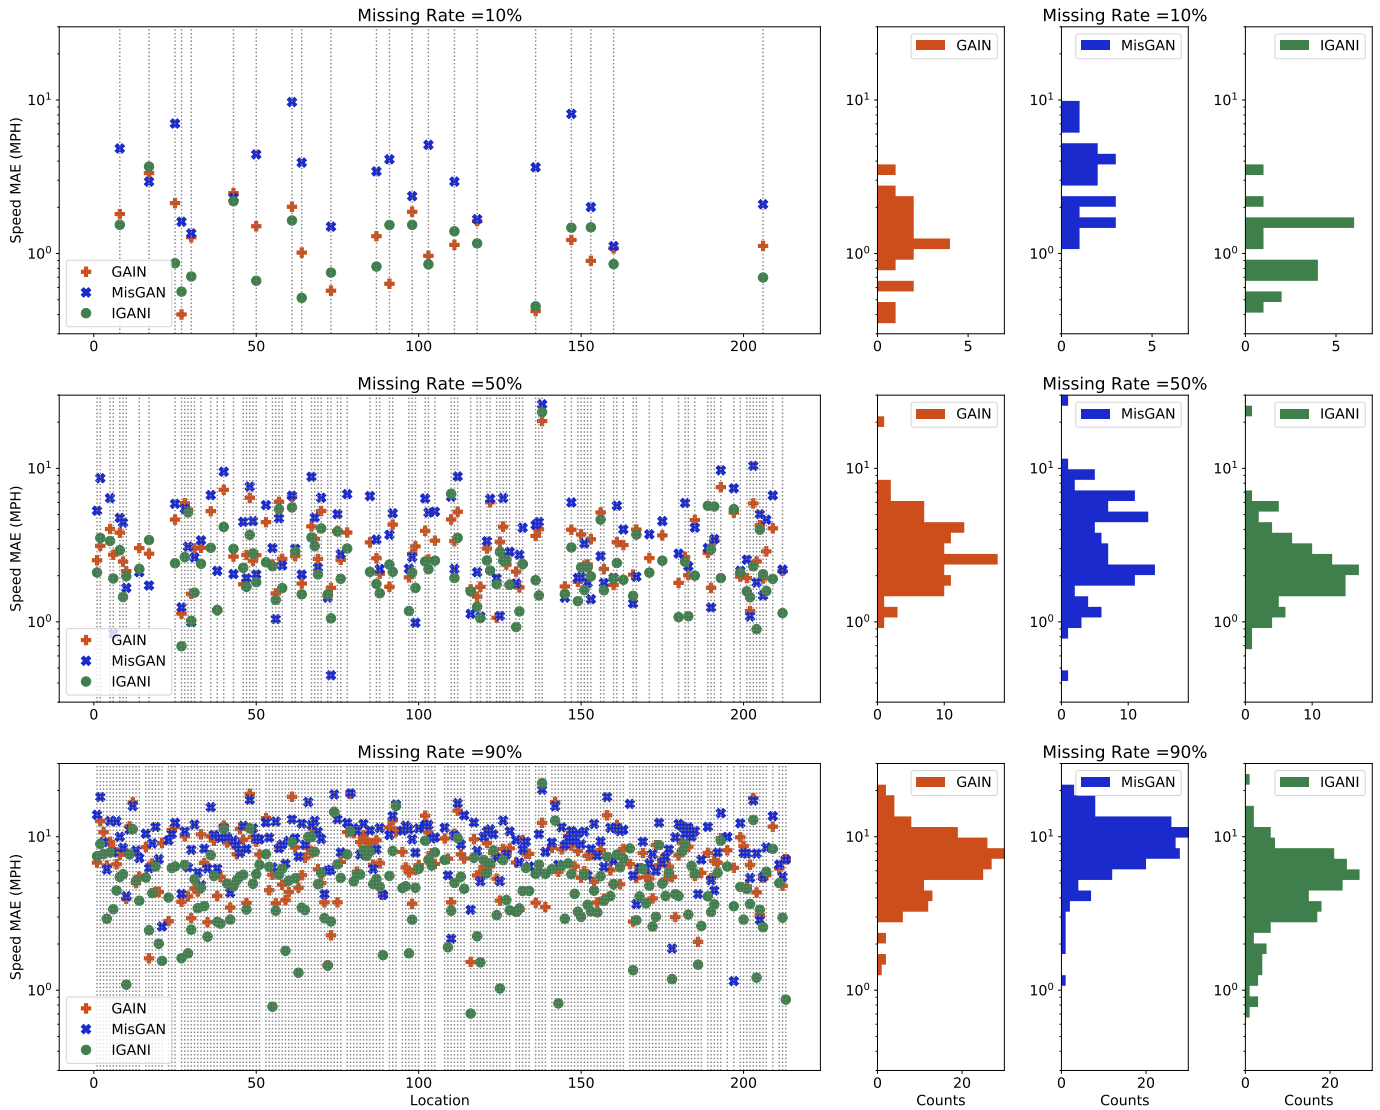 Missing Rate =10%
Missing Rate =10%
Speed MAE (MPH)
10¹
10⁰
GAIN
MisGAN
IGANI
0 50 100 150 200
GAIN
10¹
10⁰
0 5
MisGAN
10¹
10⁰
0 5
IGANI
10¹
10⁰
0 5
Missing Rate =50%
Missing Rate =50%
Speed MAE (MPH)
10¹
10⁰
GAIN
MisGAN
IGANI
0 50 100 150 200
GAIN
10¹
10⁰
0 10
MisGAN
10¹
10⁰
0 10
IGANI
10¹
10⁰
0 10
Missing Rate =90%
Missing Rate =90%
Speed MAE (MPH)
10¹
10⁰
GAIN
MisGAN
IGANI
0 50 100 150 200
Location
GAIN
10¹
10⁰
0 20
Counts
MisGAN
10¹
10⁰
0 20
Counts
IGANI
10¹
10⁰
0 20
Counts